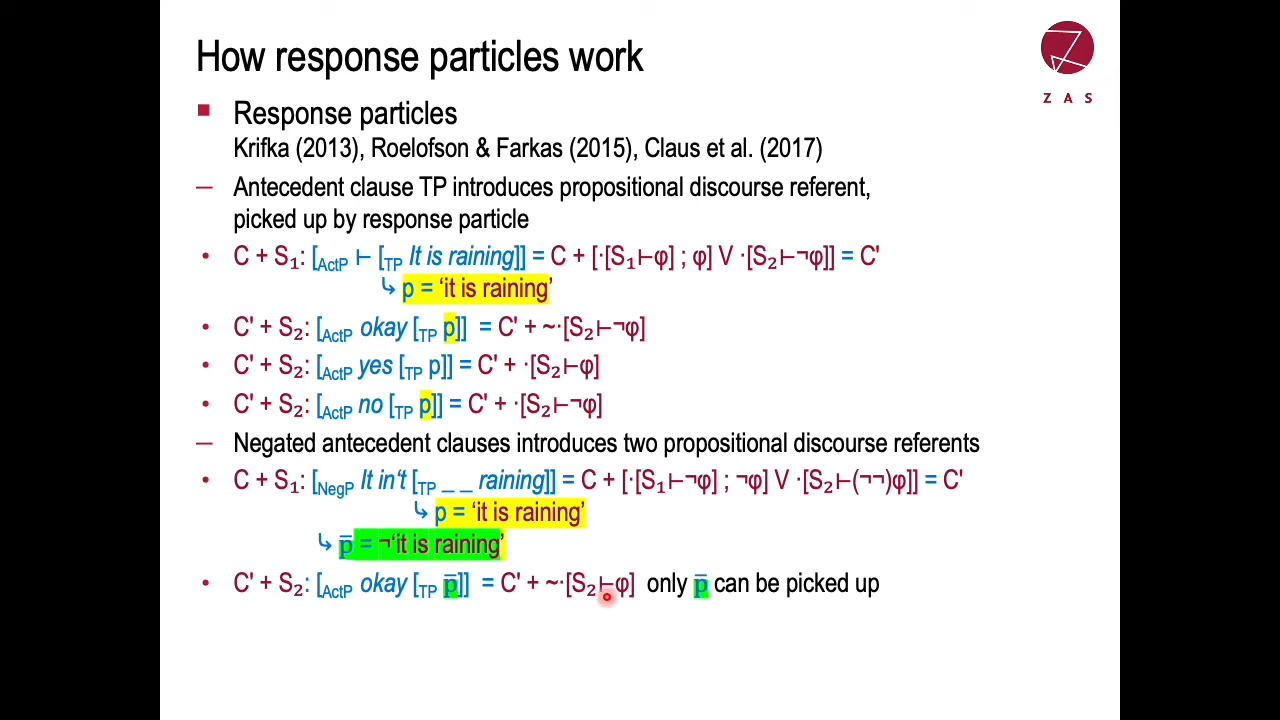 How response particles work
Z A S
■ Response particles
Krifka (2013), Roelofson & Farkas (2015), Claus et al. (2017)
– Antecedent clause TP introduces propositional discourse referent,
picked up by response particle
• C + S₁: [ActP ⊢ [TP It is raining]] = C + [·[S₁⊢φ] ; φ] V ·[S₂⊢¬φ]] = C'
↳ p = ‘it is raining’
• C' + S₂: [ActP okay [TP p]] = C' + ~·[S₂⊢¬φ]
• C' + S₂: [ActP yes [TP p]] = C' + ·[S₂⊢φ]
• C' + S₂: [ActP no [TP p]] = C' + ·[S₂⊢¬φ]
– Negated antecedent clauses introduces two propositional discourse referents
• C + S₁: [NegP It in‘t [TP _ _ raining]] = C + [·[S₁⊢¬φ] ; ¬φ] V ·[S₂⊢(¬¬)φ]] = C'
↳ p = ‘it is raining’
↳ p̅ = ¬‘it is raining’
• C' + S₂: [ActP okay [TP p̅]] = C' + ~·[S₂⊢φ] only p̅ can be picked up